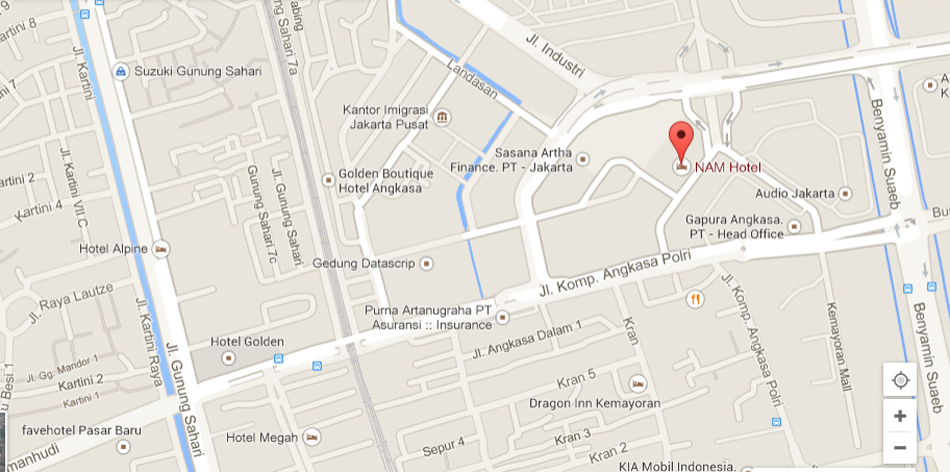 Kartini 8
abing
Sahari 7a
Gunung
Jl. Industri
Suzuki Gunung Sahari
Landasan
Jl. Kartini
Kantor Imigrasi
Jakarta Pusat
Benyamin Suaeb
A
K
Sasana Artha
Finance. PT - Jakarta
NAM Hotel
Golden Boutique
Hotel Angkasa
Audio Jakarta
Jl. Kartini VII C
Gunung Sahari 7c
Jl. Gunung Sahari
Kartini 4
Gapura Angkasa.
PT - Head Office
Hotel Alpine
Gedung Datascrip
Jl. Komp. Angkasa Polri
Jl. Raya Lautze
Jl. Kartini Raya
Purna Artanugraha PT
Asuransi :: Insurance
Kran
Jl. Komp. Angkasa Polri
Kemayoran Mall
Benyamin Suaeb
Hotel Golden
Jl. Angkasa Dalam 1
Jl. Gunung Sahari
Jl. Gg. Mandor 1
Kartini 2
Kartini 1
u Besi 1
Kran 5
Dragon Inn Kemayoran
favehotel Pasar Baru
Hotel Megah
manhudi
Sepur 4
Kran 3
Kran 2
KIA Mobil Indonesia.
+
−